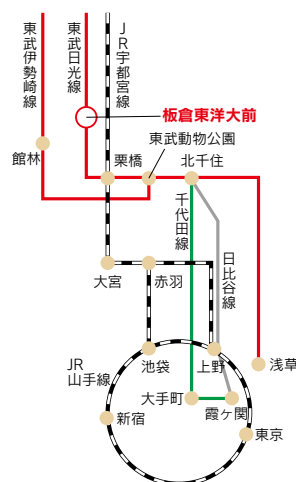 東武伊勢崎線
東武日光線
JR宇都宮線
板倉東洋大前
東武動物公園
館林
栗橋
北千住
千代田線
日比谷線
大宮
赤羽
JR
山手線
池袋
上野
浅草
大手町
霞ヶ関
新宿
東京